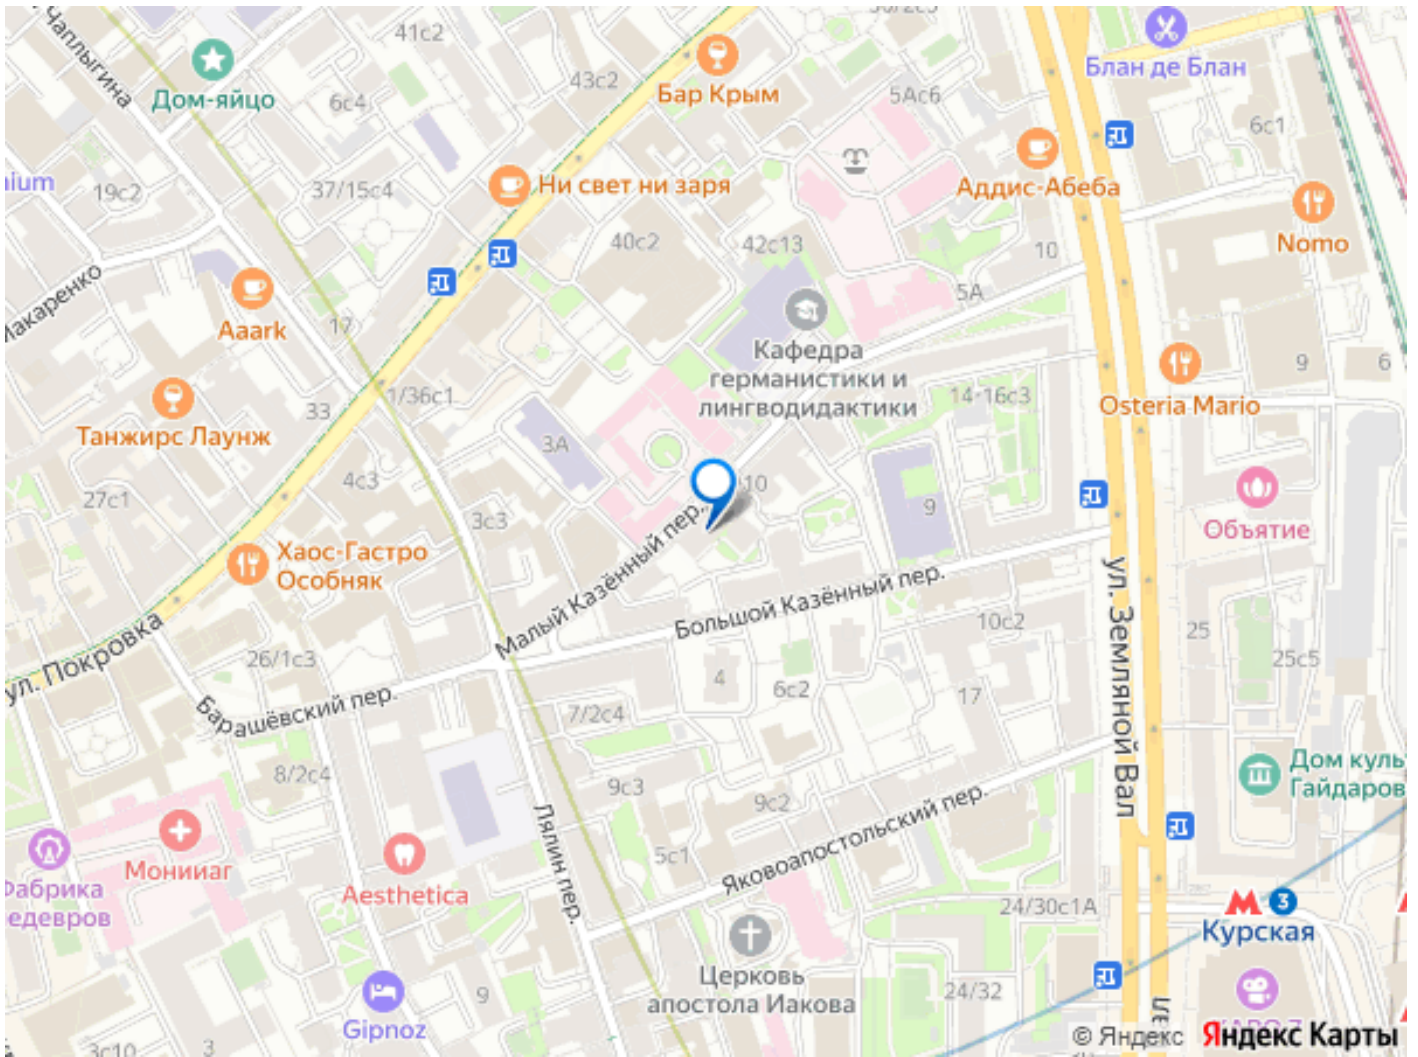 Чаплыгина
41с2
Дом-яйцо
6с4
43с2
Бар Крым
5Ас6
Блан де Блан
6с1
19с2
37/15с4
Ни свет ни заря
Аддис-Абеба
40с2
42с13
10
Nomo
Макаренко
Aaark
17
5А
Кафедра
германистики и
лингводидактики
9
6
Танжирс Лаунж
33
1/36с1
14-16с3
Osteria Mario
27с1
4с3
3А
3с3
10
9
Объятие
Хаос-Гастро
Особняк
Малый Казённый пер.
Большой Казённый пер.
ул. Земляной Вал
ул. Покровка
26/1с3
Барашёвский пер.
4
6с2
10с2
17
25
25с5
7/2с4
8/2с4
9с3
9с2
Дом куль
Гайдаров
Монииаг
Aesthetica
Лялин пер.
5с1
Яковоапостольский пер.
Фабрика
едевров
24/30с1А
3
Курская
Церковь
апостола Иакова
24/32
Gipnoz
9
3с10
3
© Яндекс Яндекс Карты